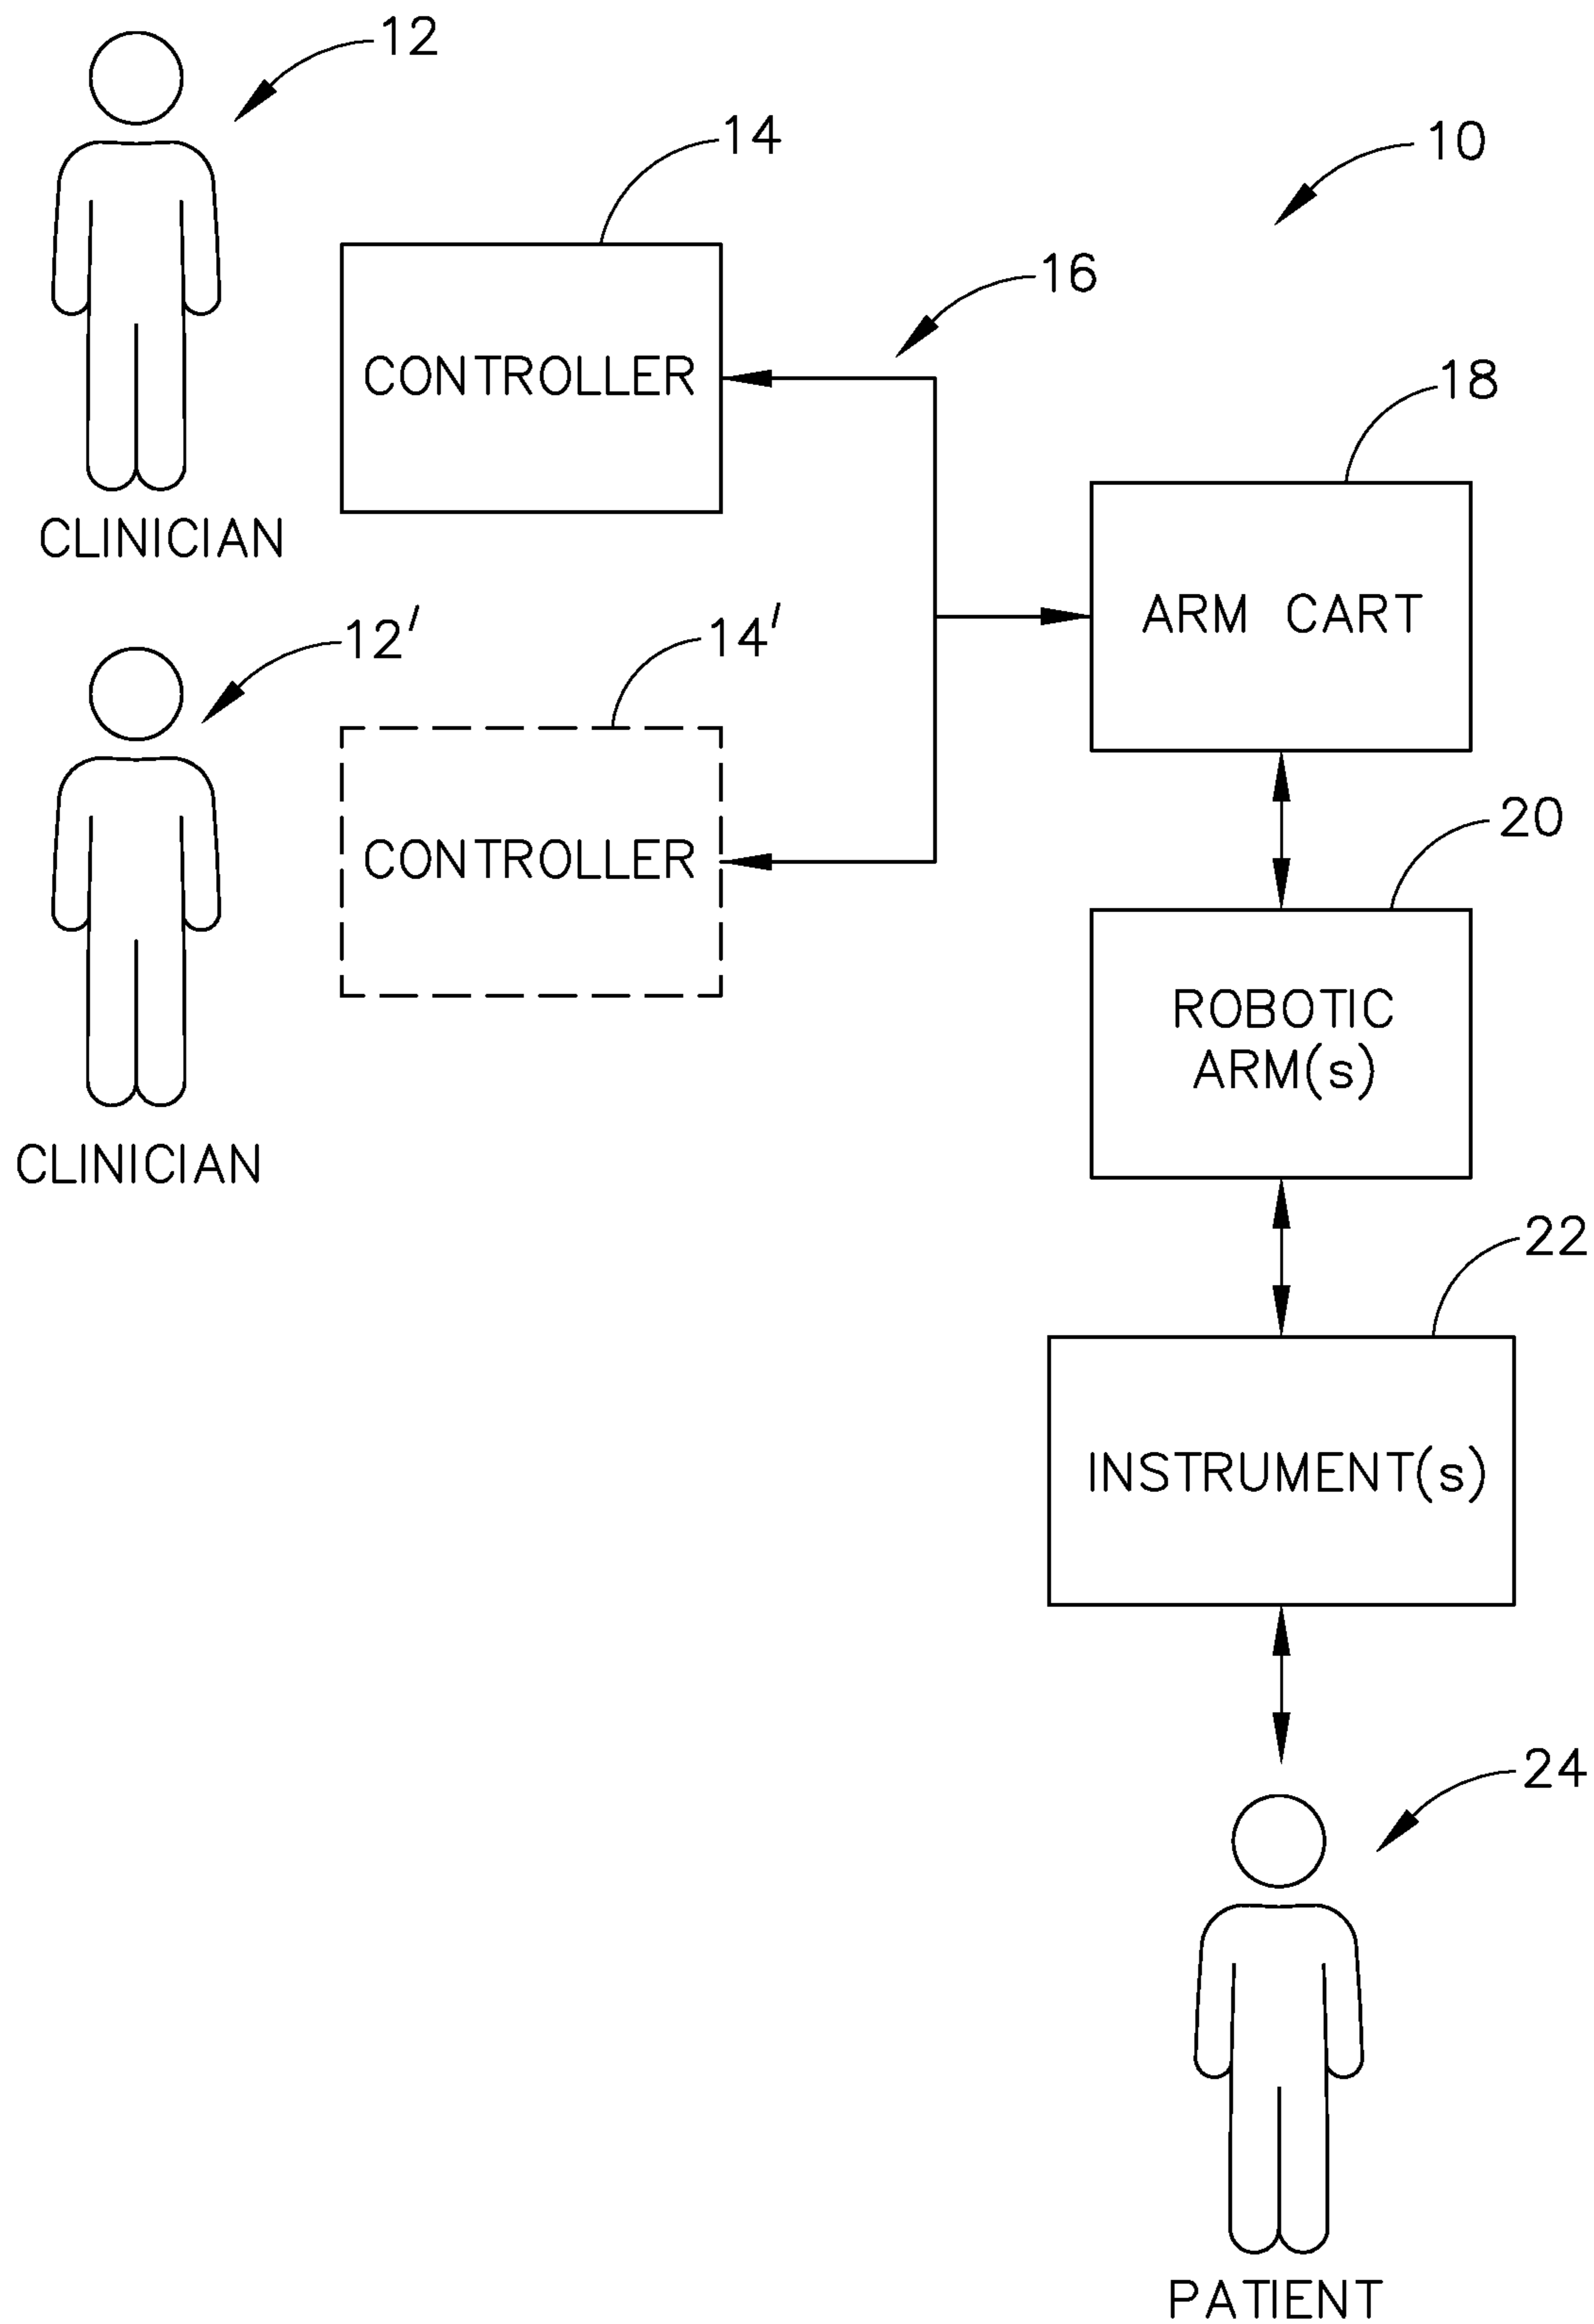 12
14
10
CONTROLLER
16
18
CLINICIAN
ARM CART
12'
14'
CONTROLLER
20
ROBOTIC
ARM(s)
CLINICIAN
22
INSTRUMENT(s)
24
PATIENT